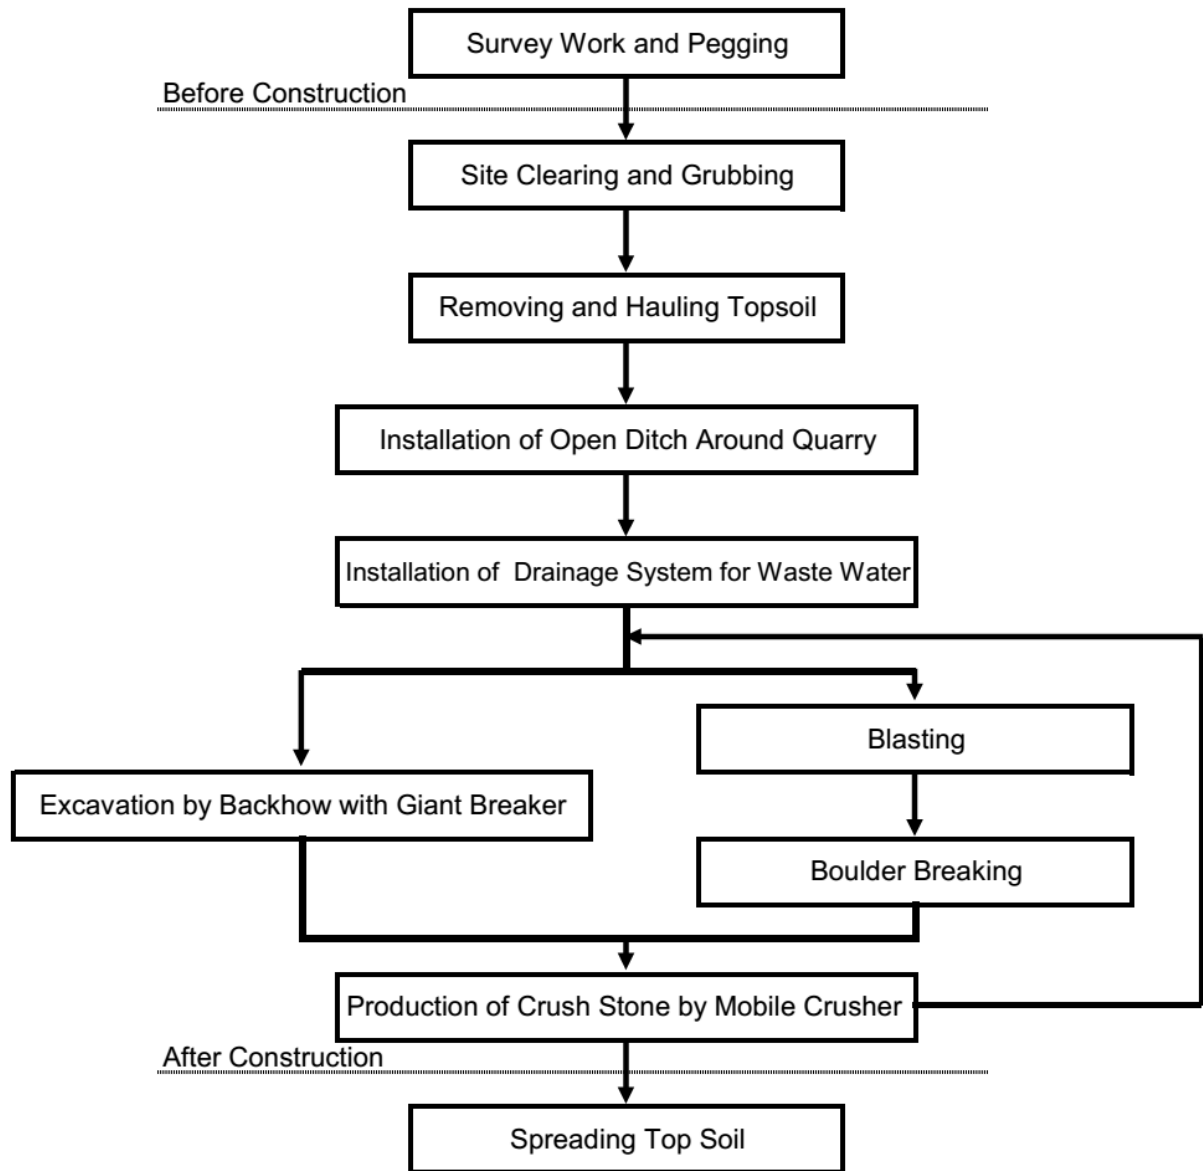 Survey Work and Pegging
Before Construction
Site Clearing and Grubbing
Removing and Hauling Topsoil
Installation of Open Ditch Around Quarry
Installation of Drainage System for Waste Water
Blasting
Excavation by Backhow with Giant Breaker
Boulder Breaking
Production of Crush Stone by Mobile Crusher
After Construction
Spreading Top Soil